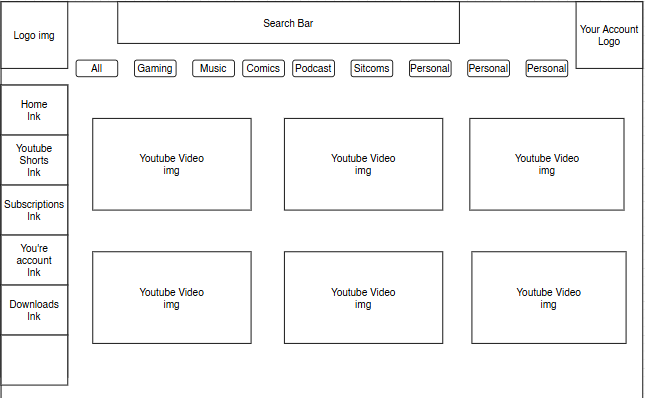 Logo img
Search Bar
Your Account
Logo
All
Gaming
Music
Comics
Podcast
Sitcoms
Personal
Personal
Personal
Home
lnk
Youtube
Shorts
lnk
Subscriptions
lnk
You're
account
lnk
Downloads
lnk
Youtube Video
img
Youtube Video
img
Youtube Video
img
Youtube Video
img
Youtube Video
img
Youtube Video
img